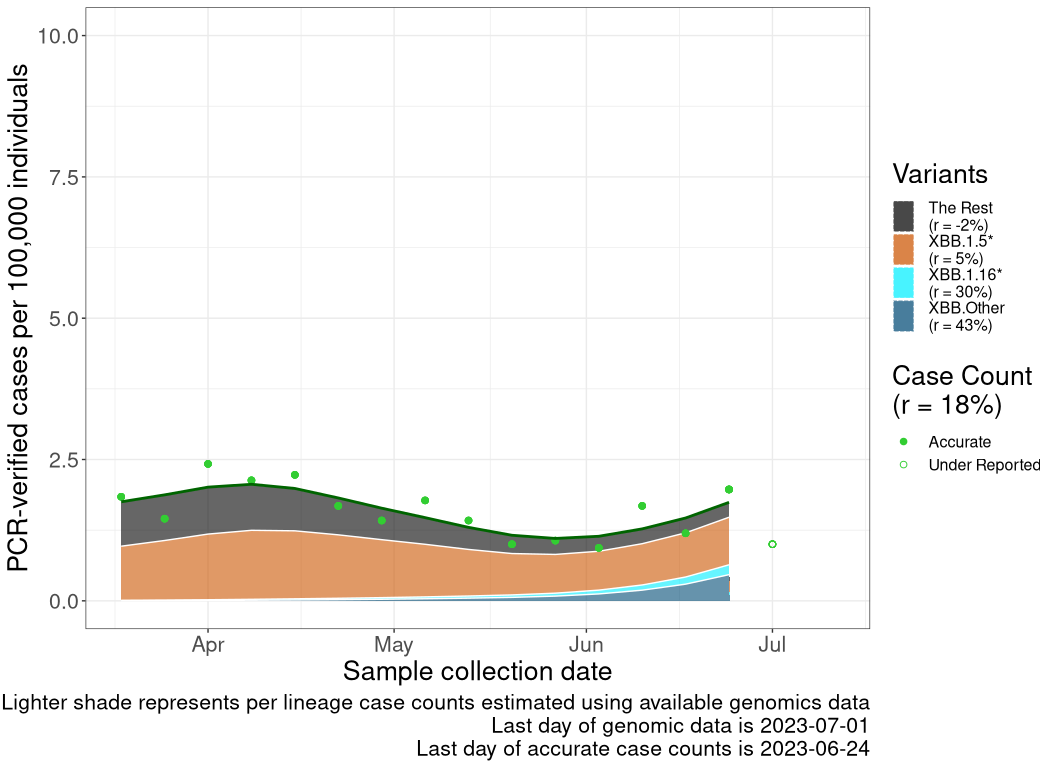 PCR-verified cases per 100,000 individuals
10.0
7.5
5.0
2.5
0.0
Apr
May
Jun
Jul
Sample collection date
Variants
The Rest
(r = -2%)
XBB.1.5*
(r = 5%)
XBB.1.16*
(r = 30%)
XBB.Other
(r = 43%)
Case Count
(r = 18%)
Accurate
Under Reported
Lighter shade represents per lineage case counts estimated using available genomics data
Last day of genomic data is 2023-07-01
Last day of accurate case counts is 2023-06-24